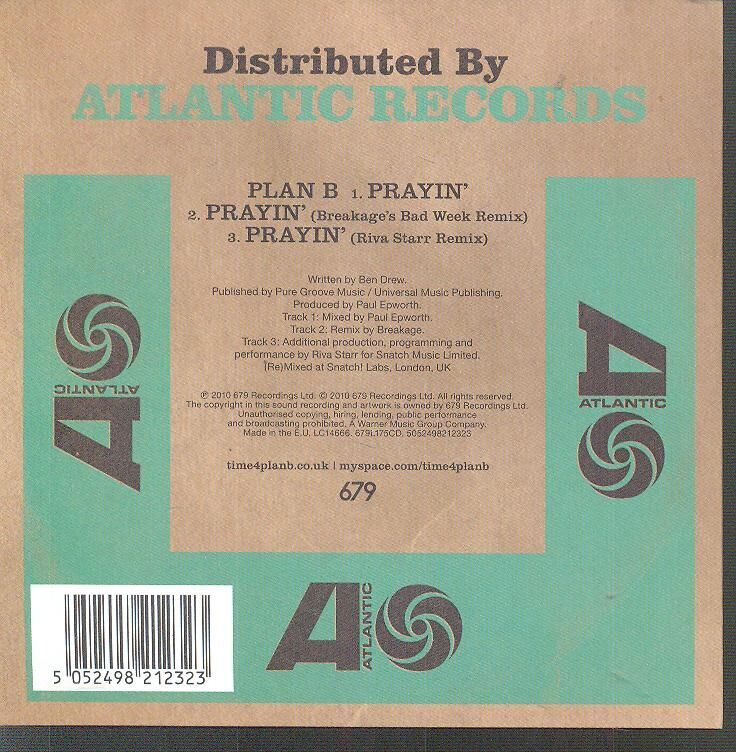 Distributed By
ATLANTIC RECORDS
PLAN B 1. PRAYIN'
2. PRAYIN' (Breakage's Bad Week Remix)
3. PRAYIN' (Riva Starr Remix)
Written by Ben Drew.
Published by Pure Groove Music / Universal Music Publishing.
Produced by Paul Epworth.
Track 1: Mixed by Paul Epworth.
Track 2: Remix by Breakage.
Track 3: Additional production, programming and
performance by Riva Starr for Snatch Music Limited.
(Re)Mixed at Snatch! Labs, London, UK
℗ 2010 679 Recordings Ltd. © 2010 679 Recordings Ltd. All rights reserved.
The copyright in this sound recording and artwork is owned by 679 Recordings Ltd.
Unauthorised copying, hiring, lending, public performance
and broadcasting prohibited. A Warner Music Group Company.
Made in the E.U. LC14666. 679L175CD. 5052498212323
time4planb.co.uk | myspace.com/time4planb
679
ATLANTIC
ATLANTIC
ATLANTIC
5 052498 212323